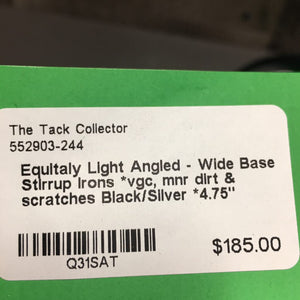 The Tack Collector
552903-244
Equitaly Light Angled - Wide Base
Stirrup Irons *vgc, mnr dirt &
scratches Black/Silver *4.75"
Q31SAT
$185.00